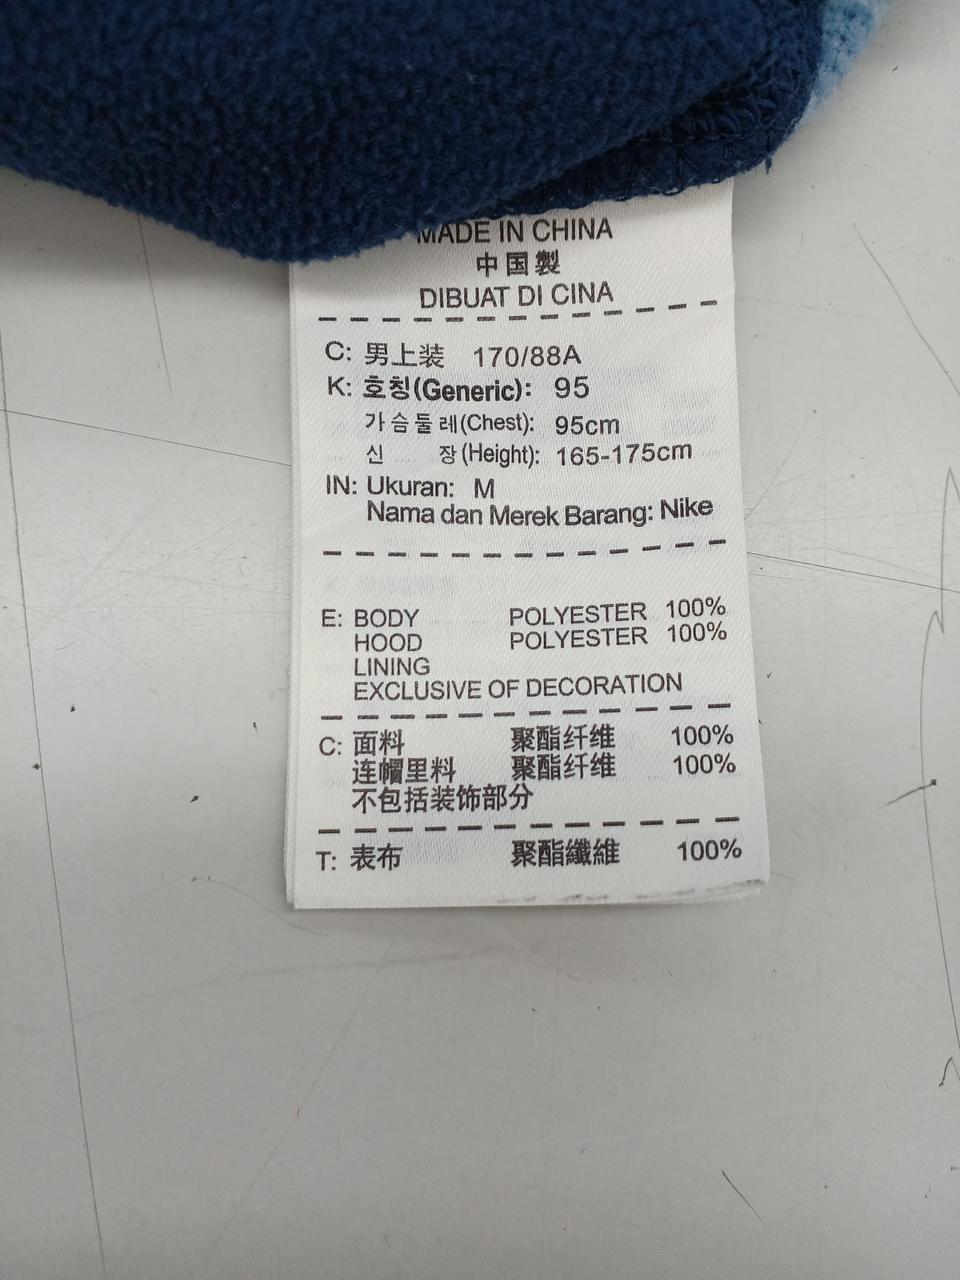 MADE IN CHINA
中国製
DIBUAT DI CINA
C: 男上装 170/88A
K: 호칭(Generic): 95
가슴둘레(Chest): 95cm
신 장(Height): 165-175cm
IN: Ukuran: M
Nama dan Merek Barang: Nike
E: BODY POLYESTER 100%
HOOD POLYESTER 100%
LINING
EXCLUSIVE OF DECORATION
C: 面料 聚酯纤维 100%
连帽里料 聚酯纤维 100%
不包括装饰部分
T: 表布 聚酯纖維 100%